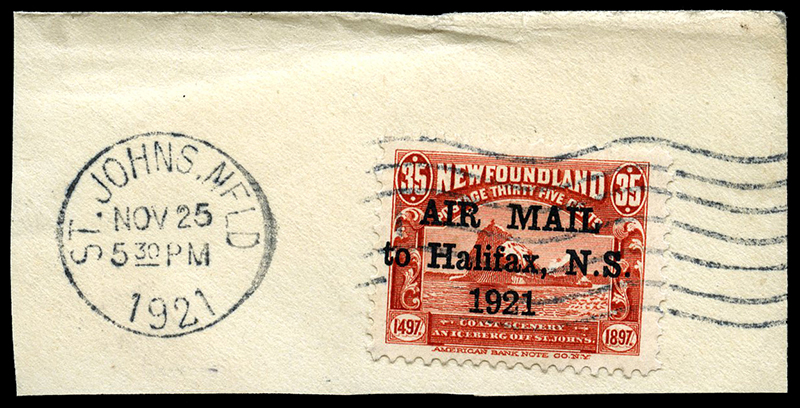 ST. JOHNS, NFLD
NOV 25
5 30 PM
1921
35 NEWFOUNDLAND 35
POSTAGE THIRTY FIVE CENTS
AIR MAIL
to Halifax, N.S.
1921
1497. COAST SCENERY 1897.
AN ICEBERG OFF ST. JOHNS.
AMERICAN BANK NOTE CO. N.Y.